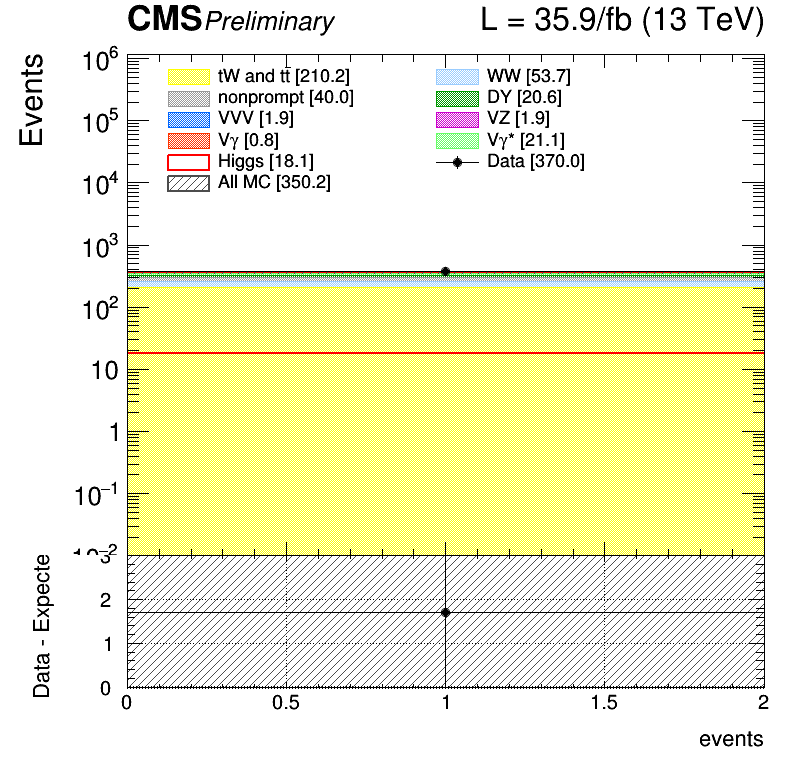 CMS Preliminary L = 35.9/fb (13 TeV)
Events
10⁶
10⁵
10⁴
10³
10²
10
1
10⁻¹
tW and tt̄ [210.2] WW [53.7]
nonprompt [40.0] DY [20.6]
VVV [1.9] VZ [1.9]
Vγ [0.8] Vγ* [21.1]
Higgs [18.1] Data [370.0]
All MC [350.2]
Data - Expecte
2
1
0
0 0.5 1 1.5 2
events